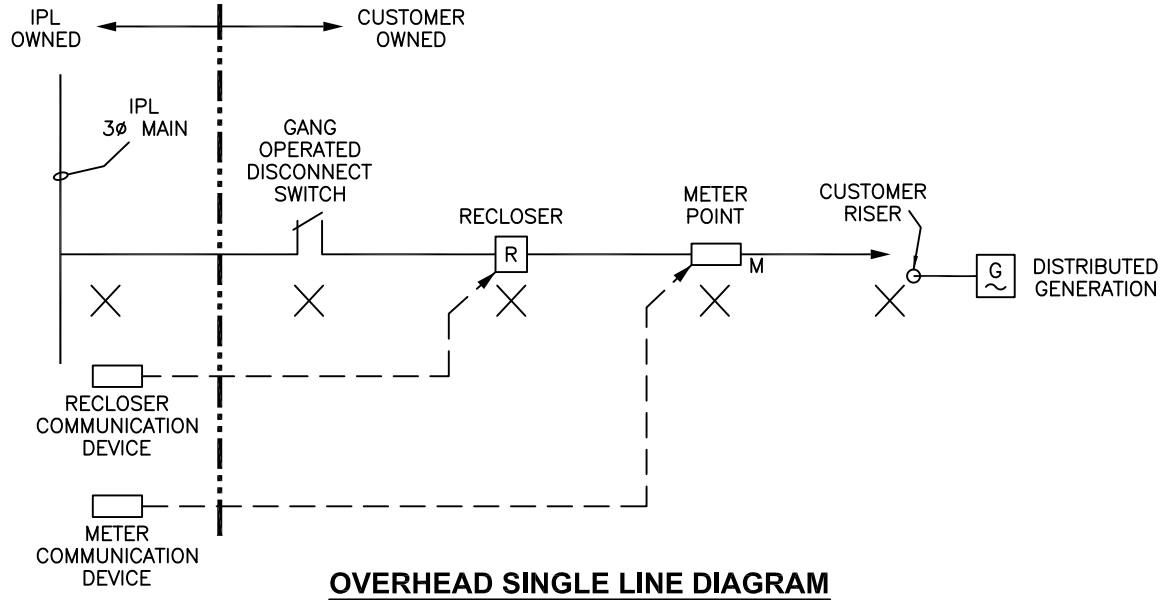 IPL
OWNED
CUSTOMER
OWNED
IPL
3ø MAIN
GANG
OPERATED
DISCONNECT
SWITCH
RECLOSER
R
METER
POINT
M
CUSTOMER
RISER
G
~
DISTRIBUTED
GENERATION
RECLOSER
COMMUNICATION
DEVICE
METER
COMMUNICATION
DEVICE
OVERHEAD SINGLE LINE DIAGRAM